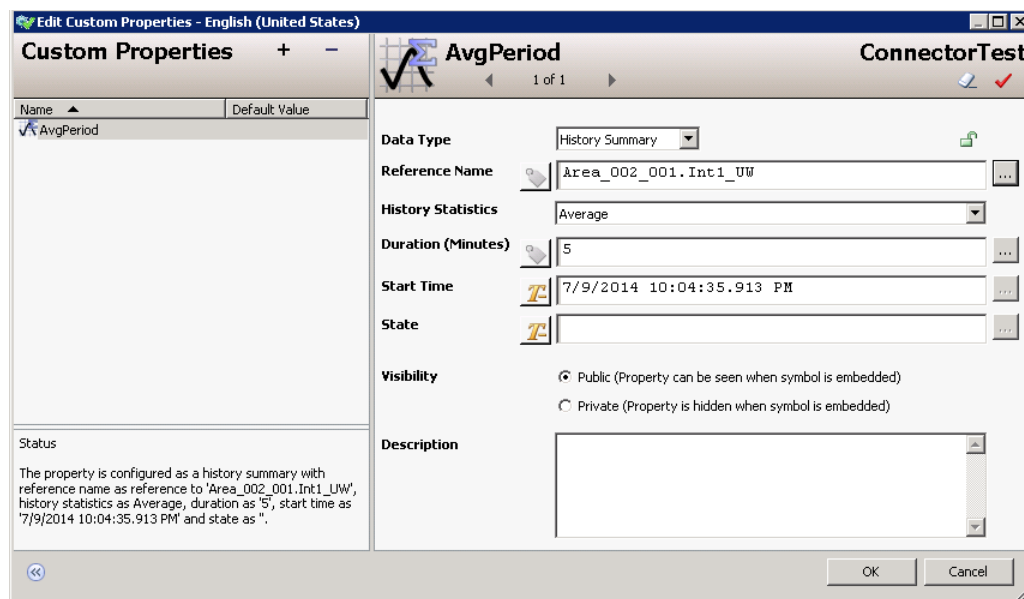 Edit Custom Properties - English (United States)
Custom Properties + −
Name Default Value
AvgPeriod
Status
The property is configured as a history summary with
reference name as reference to 'Area_002_001.Int1_UW',
history statistics as Average, duration as '5', start time as
'7/9/2014 10:04:35.913 PM' and state as ''.
AvgPeriod ConnectorTest
1 of 1
Data Type History Summary
Reference Name Area_002_001.Int1_UW ...
History Statistics Average
Duration (Minutes) 5 ...
Start Time T 7/9/2014 10:04:35.913 PM ...
State T ...
Visibility Public (Property can be seen when symbol is embedded)
Private (Property is hidden when symbol is embedded)
Description
OK Cancel